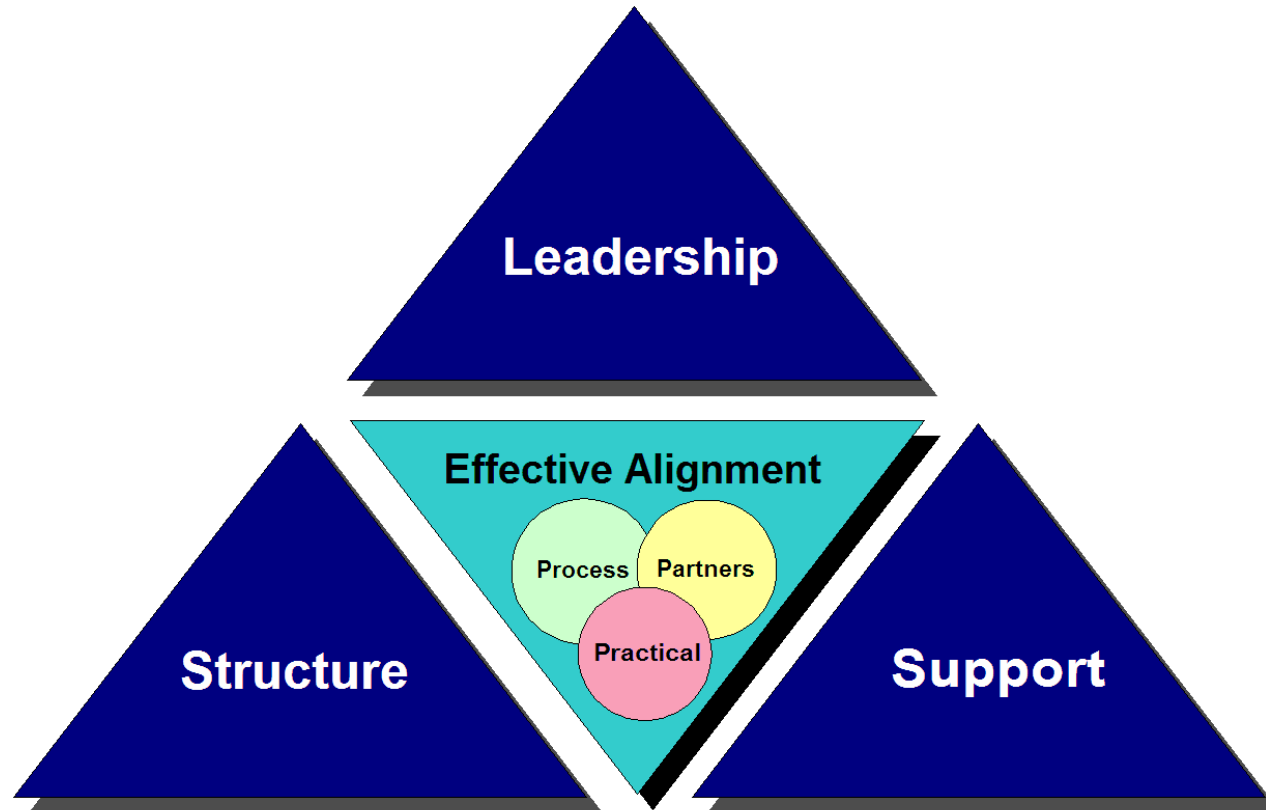 Leadership
Effective Alignment
Process
Partners
Practical
Structure
Support